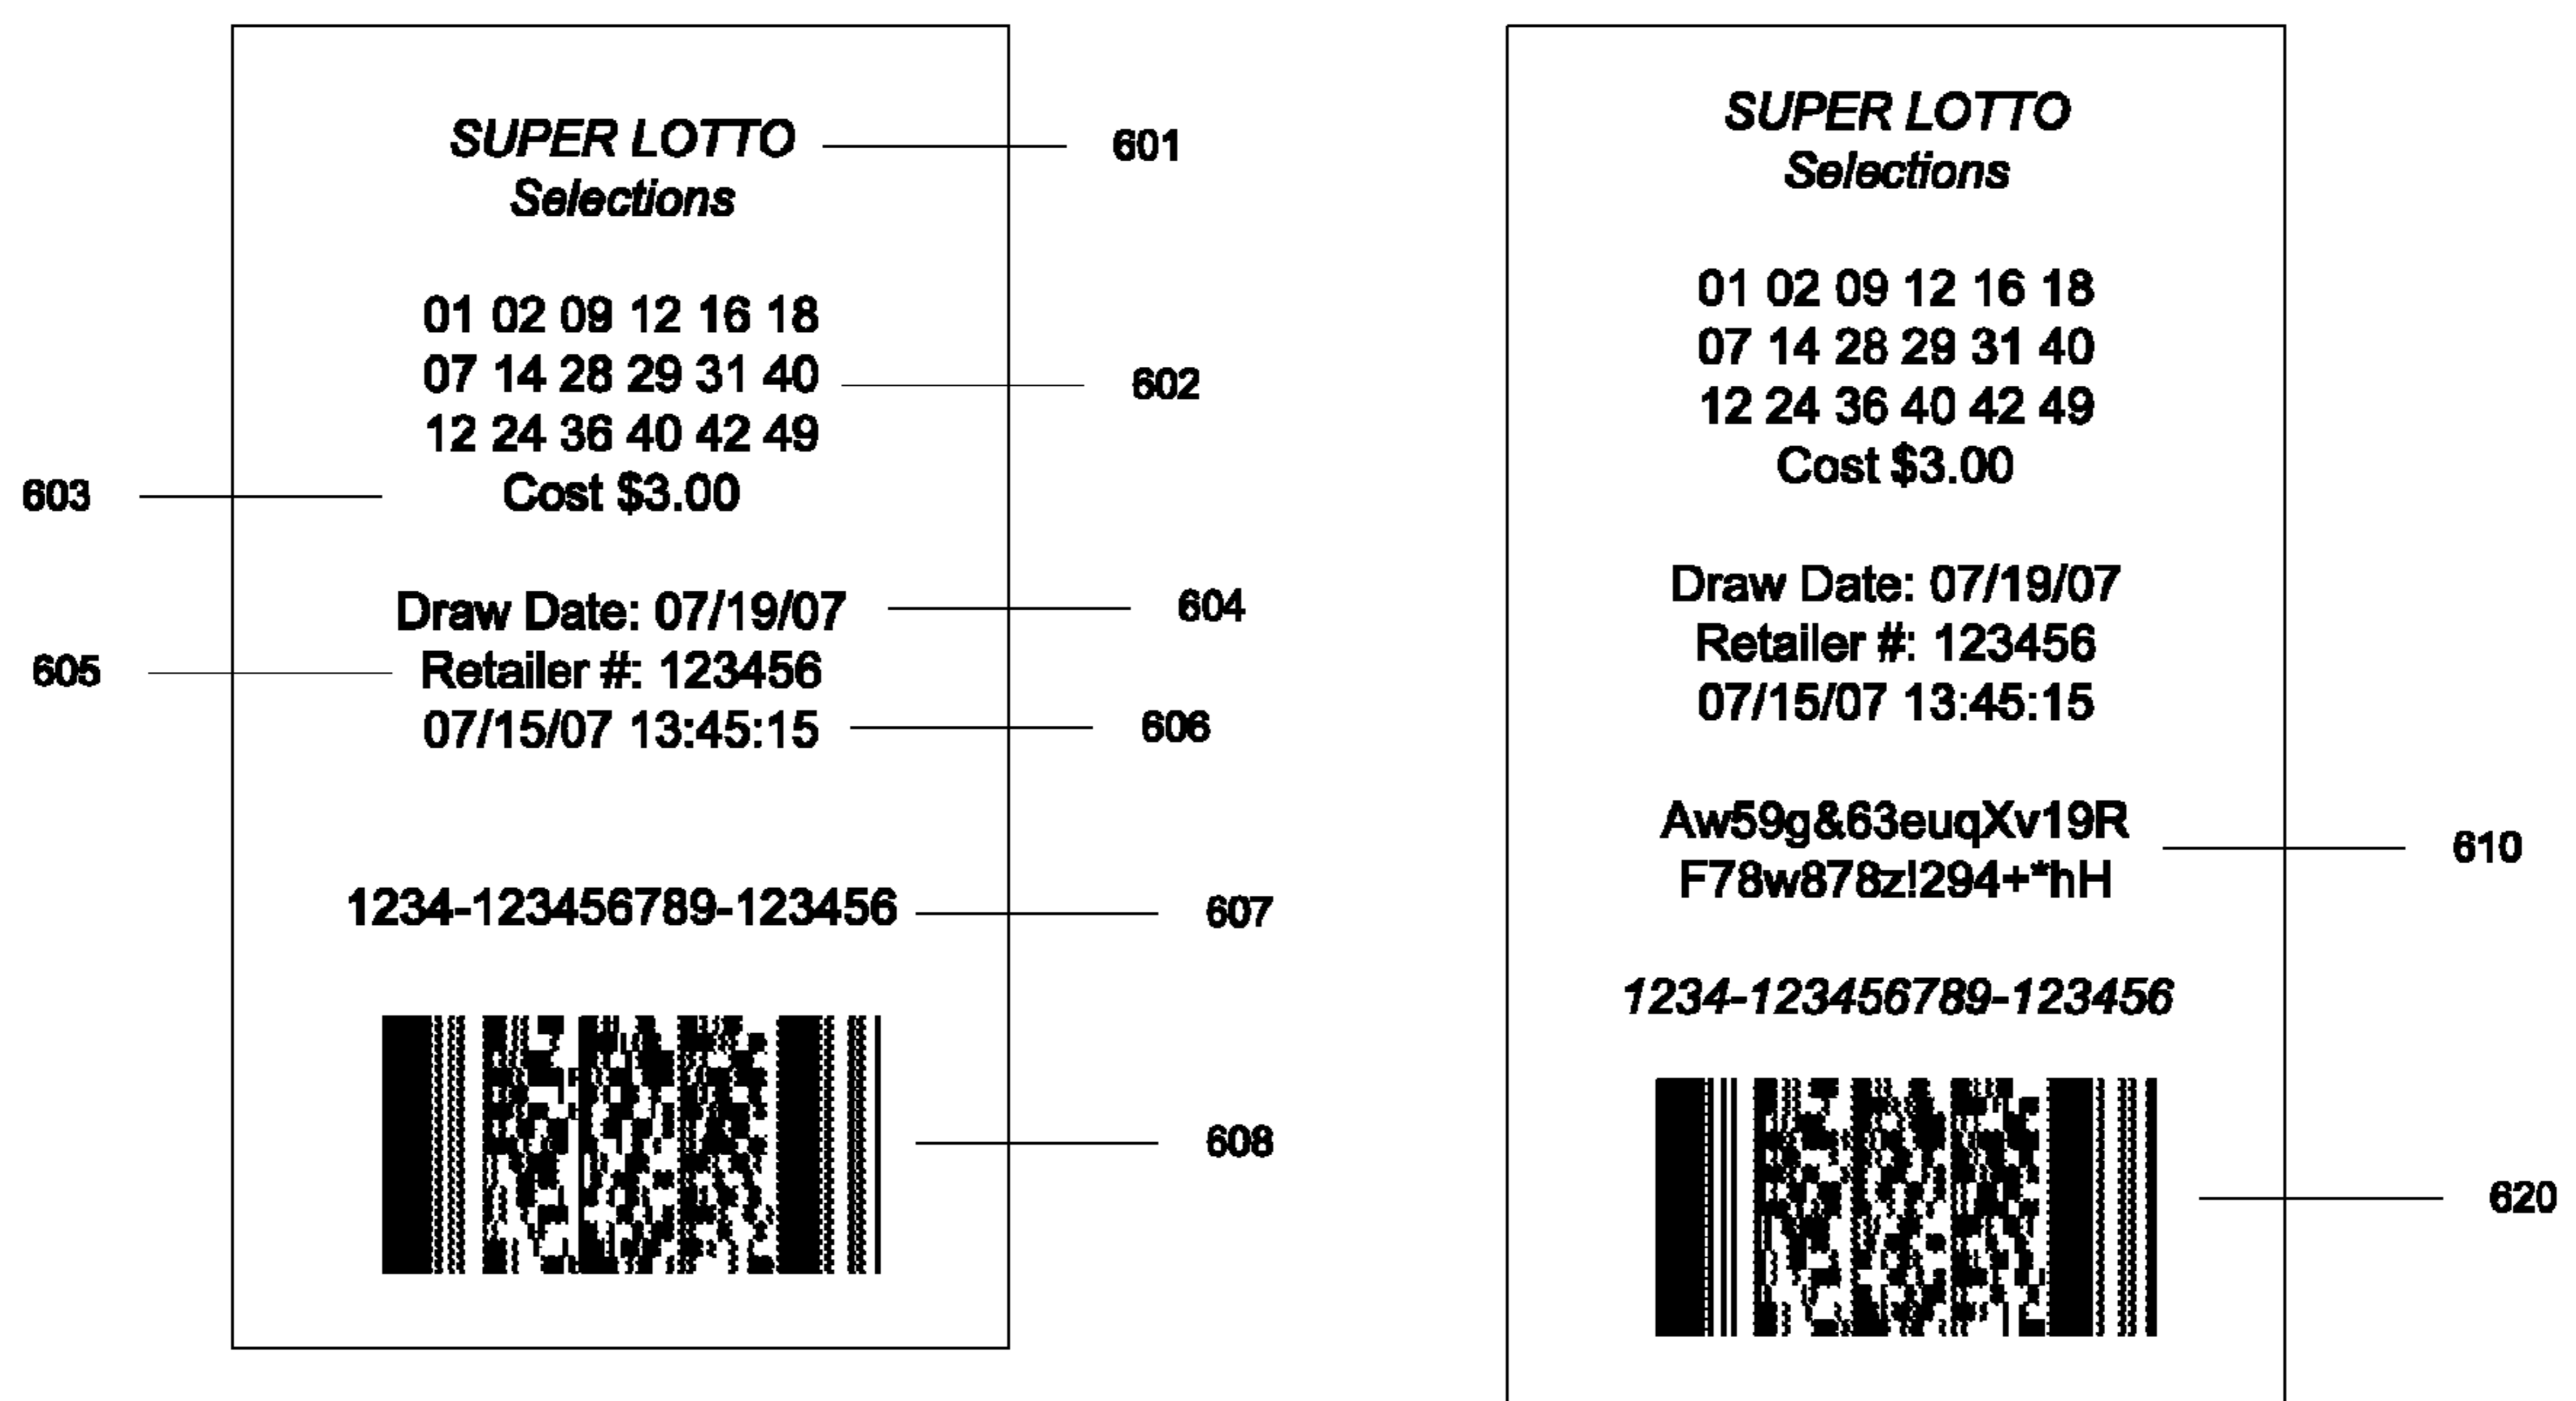 SUPER LOTTO
Selections
01 02 09 12 16 18
07 14 28 29 31 40
12 24 36 40 42 49
Cost $3.00
Draw Date: 07/19/07
Retailer #: 123456
07/15/07 13:45:15
1234-123456789-123456
601
602
603
604
605
606
607
608
SUPER LOTTO
Selections
01 02 09 12 16 18
07 14 28 29 31 40
12 24 36 40 42 49
Cost $3.00
Draw Date: 07/19/07
Retailer #: 123456
07/15/07 13:45:15
Aw59g&63euqXv19R
F78w878z!294+*hH
1234-123456789-123456
610
620